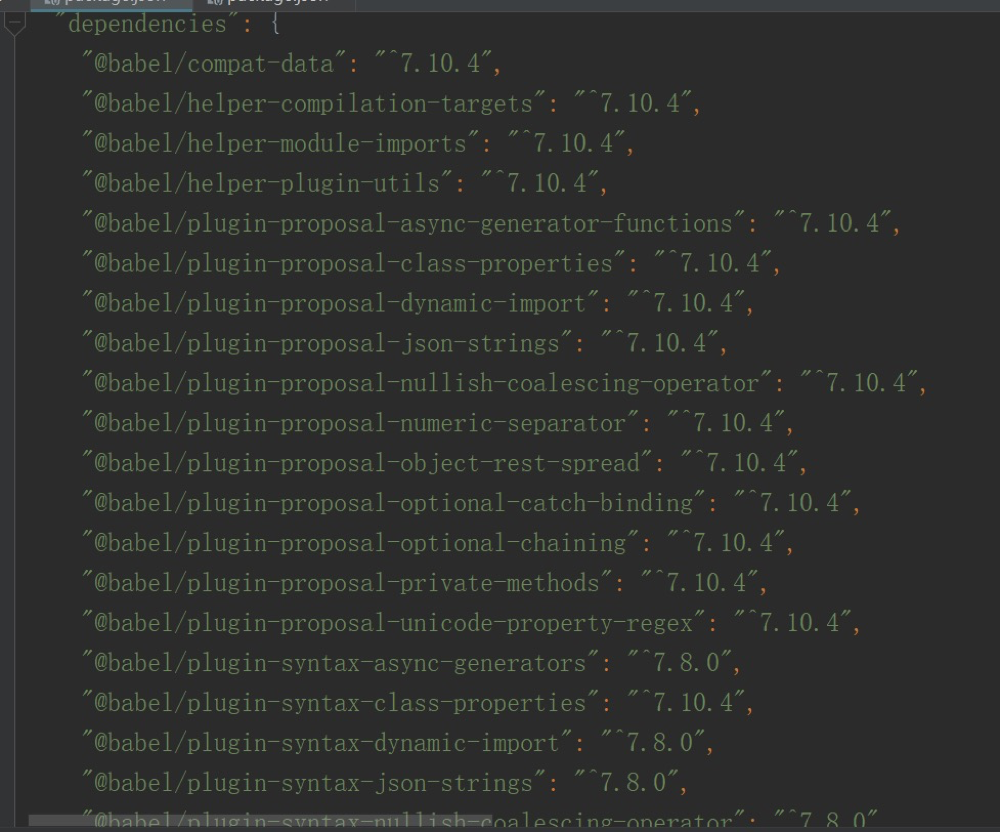 package.json package.json
"dependencies": {
"@babel/compat-data": "^7.10.4",
"@babel/helper-compilation-targets": "^7.10.4",
"@babel/helper-module-imports": "^7.10.4",
"@babel/helper-plugin-utils": "^7.10.4",
"@babel/plugin-proposal-async-generator-functions": "^7.10.4",
"@babel/plugin-proposal-class-properties": "^7.10.4",
"@babel/plugin-proposal-dynamic-import": "^7.10.4",
"@babel/plugin-proposal-json-strings": "^7.10.4",
"@babel/plugin-proposal-nullish-coalescing-operator": "^7.10.4",
"@babel/plugin-proposal-numeric-separator": "^7.10.4",
"@babel/plugin-proposal-object-rest-spread": "^7.10.4",
"@babel/plugin-proposal-optional-catch-binding": "^7.10.4",
"@babel/plugin-proposal-optional-chaining": "^7.10.4",
"@babel/plugin-proposal-private-methods": "^7.10.4",
"@babel/plugin-proposal-unicode-property-regex": "^7.10.4",
"@babel/plugin-syntax-async-generators": "^7.8.0",
"@babel/plugin-syntax-class-properties": "^7.10.4",
"@babel/plugin-syntax-dynamic-import": "^7.8.0",
"@babel/plugin-syntax-json-strings": "^7.8.0",
"@babel/plugin-syntax-nullish-coalescing-operator": "^7.8.0"